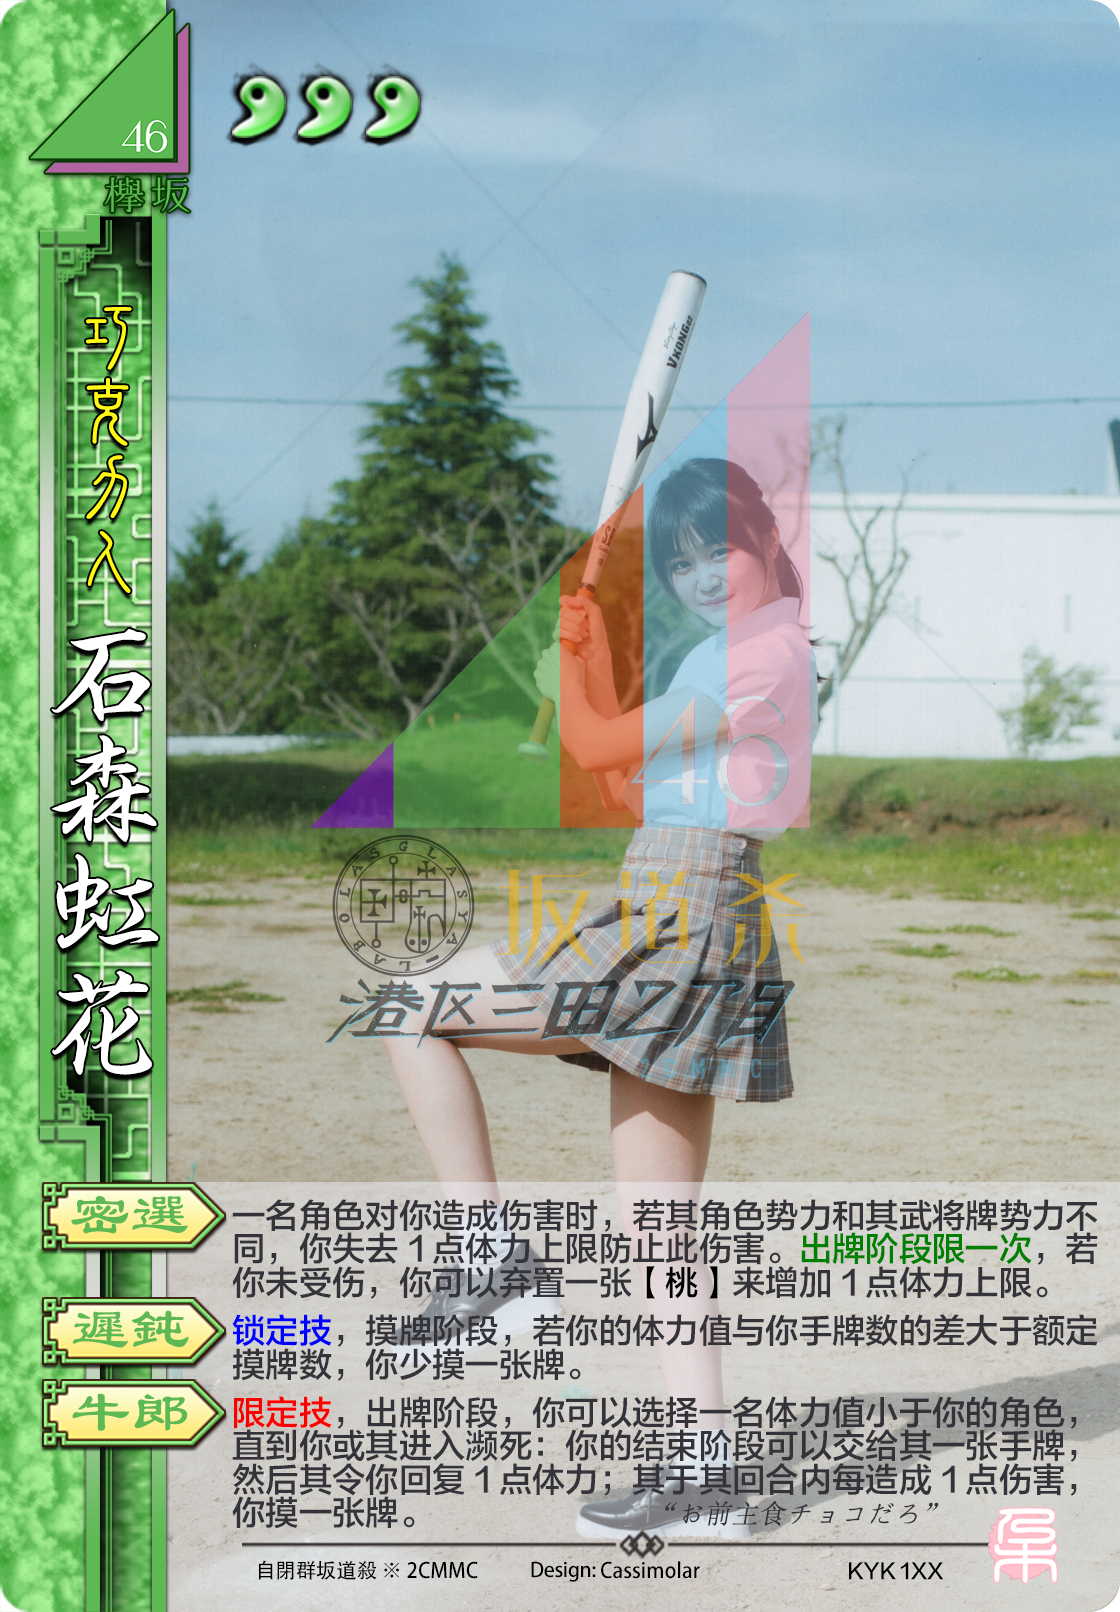 46
欅坂
巧克力人
石森虹花
VKONG02
46
GLASYA-LABOLAS
坂道杀
港区三田2丁目
2CMMC
密選
一名角色对你造成伤害时，若其角色势力和其武将牌势力不
同，你失去1点体力上限防止此伤害。出牌阶段限一次，若
你未受伤，你可以弃置一张【桃】来增加1点体力上限。
遲鈍
锁定技，摸牌阶段，若你的体力值与你手牌数的差大于额定
摸牌数，你少摸一张牌。
牛郎
限定技，出牌阶段，你可以选择一名体力值小于你的角色，
直到你或其进入濒死：你的结束阶段可以交给其一张手牌，
然后其令你回复1点体力；其于其回合内每造成1点伤害，
你摸一张牌。
“お前主食チョコだろ”
自閉群坂道殺 ※ 2CMMC
Design: Cassimolar
KYK 1XX